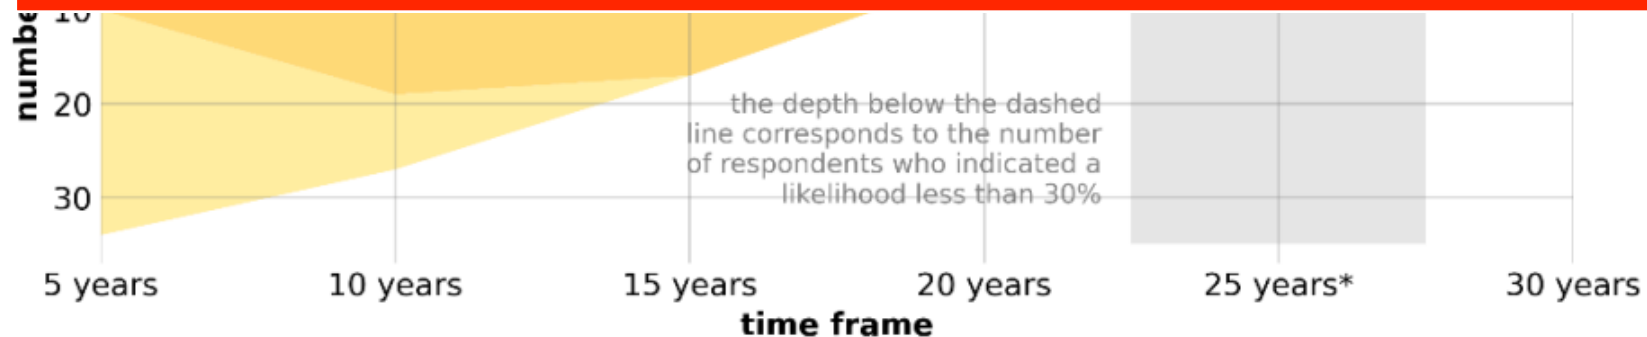 10
20
30
the depth below the dashed
line corresponds to the number
of respondents who indicated a
likelihood less than 30%
5 years
10 years
15 years
20 years
25 years*
30 years
time frame